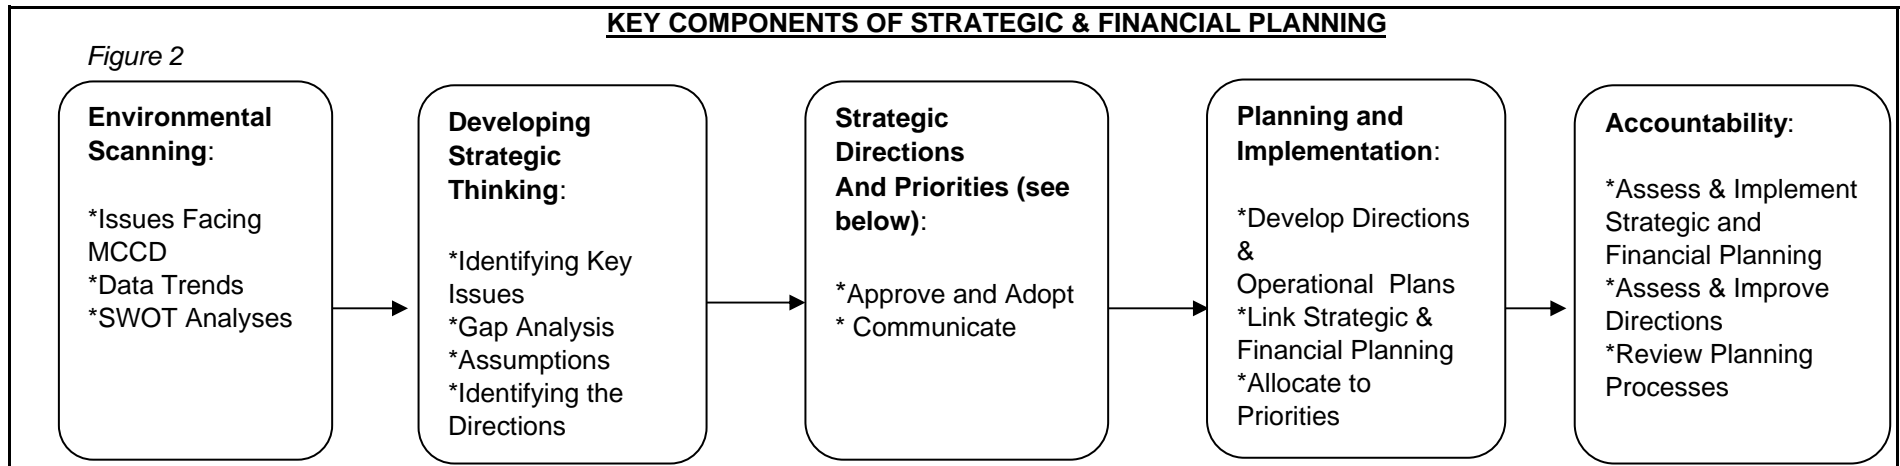 KEY COMPONENTS OF STRATEGIC & FINANCIAL PLANNING
Figure 2
Environmental
Scanning:
*Issues Facing
MCCD
*Data Trends
*SWOT Analyses
Developing
Strategic
Thinking:
*Identifying Key
Issues
*Gap Analysis
*Assumptions
*Identifying the
Directions
Strategic
Directions
And Priorities (see
below):
*Approve and Adopt
* Communicate
Planning and
Implementation:
*Develop Directions
&
Operational Plans
*Link Strategic &
Financial Planning
*Allocate to
Priorities
Accountability:
*Assess & Implement
Strategic and
Financial Planning
*Assess & Improve
Directions
*Review Planning
Processes